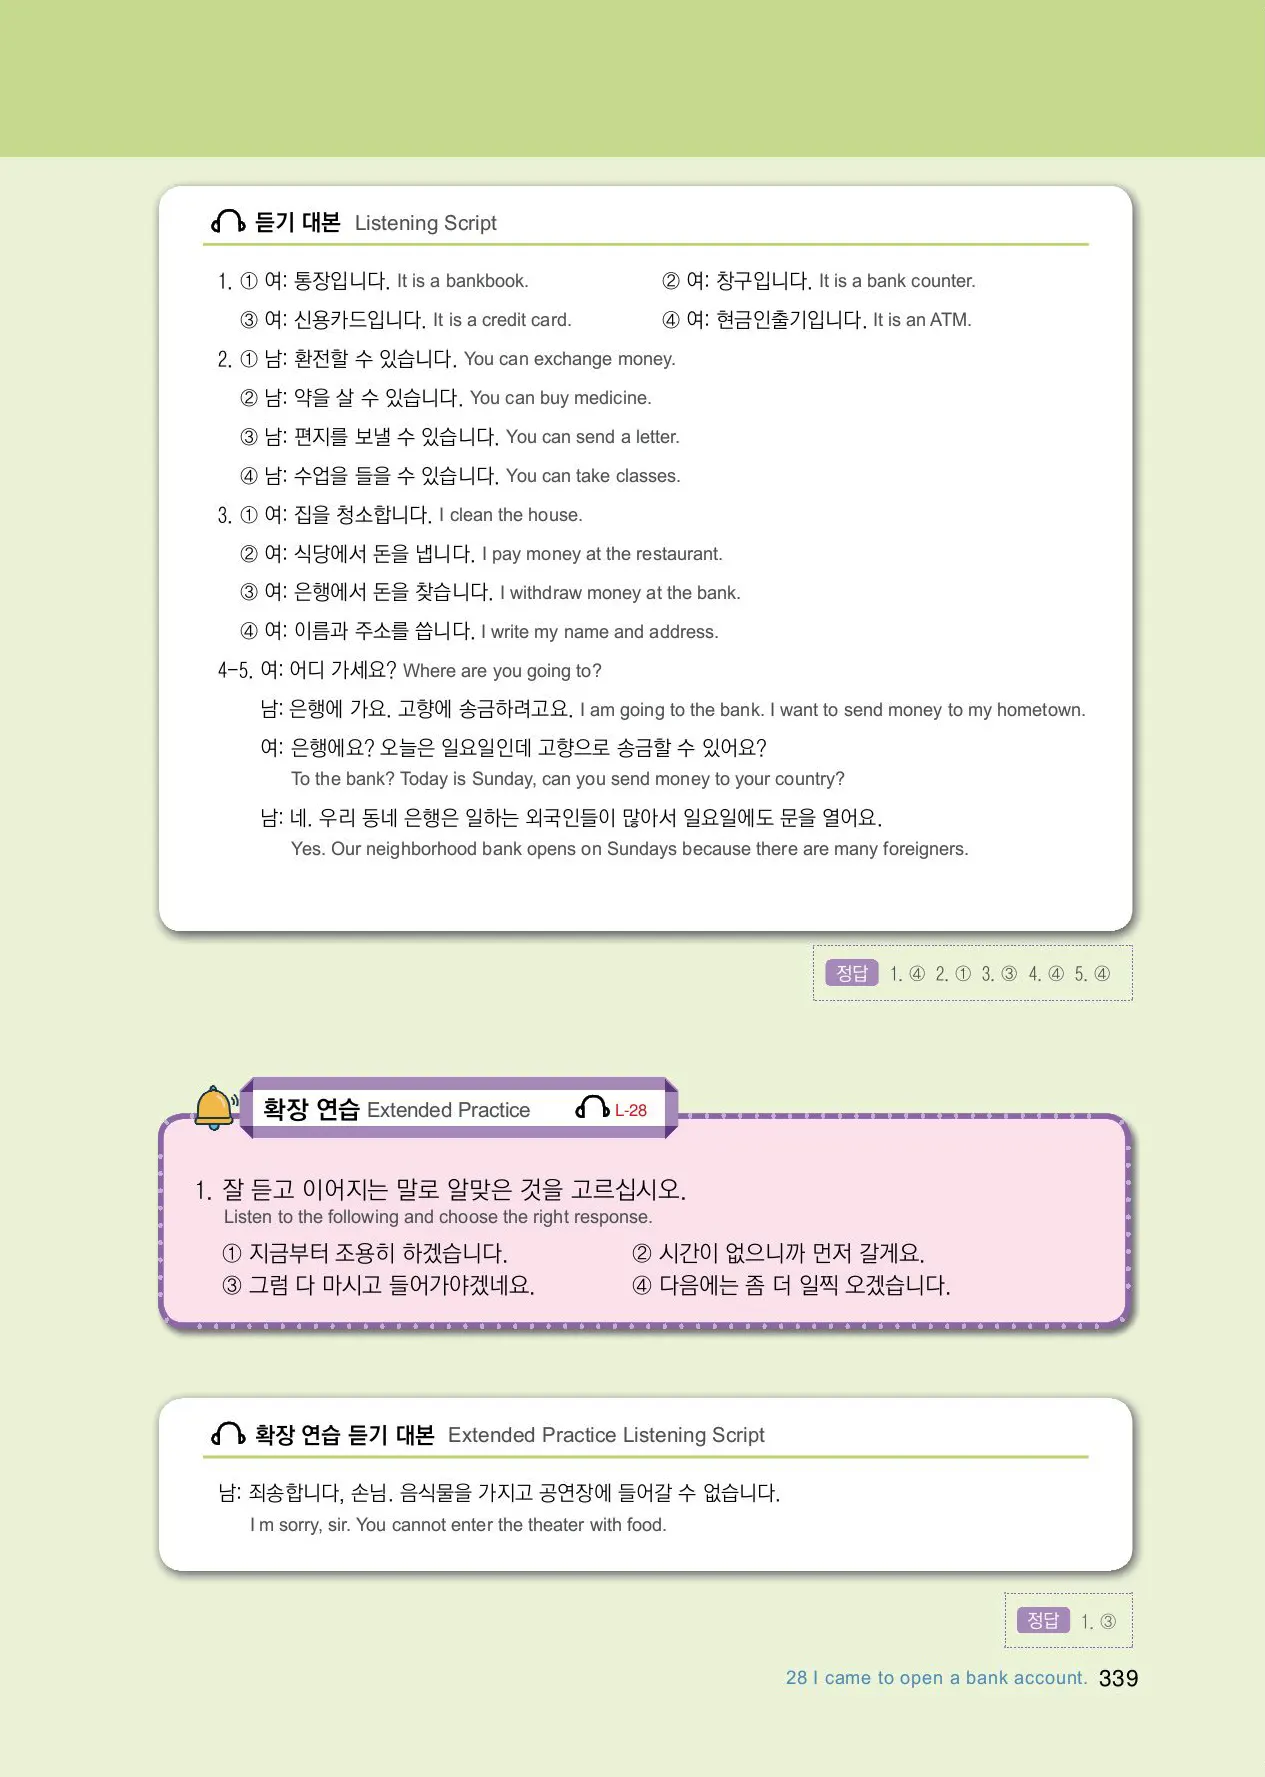 듣기 대본 Listening Script
1. ① 여: 통장입니다. It is a bankbook. ② 여: 창구입니다. It is a bank counter.
③ 여: 신용카드입니다. It is a credit card. ④ 여: 현금인출기입니다. It is an ATM.
2. ① 남: 환전할 수 있습니다. You can exchange money.
② 남: 약을 살 수 있습니다. You can buy medicine.
③ 남: 편지를 보낼 수 있습니다. You can send a letter.
④ 남: 수업을 들을 수 있습니다. You can take classes.
3. ① 여: 집을 청소합니다. I clean the house.
② 여: 식당에서 돈을 냅니다. I pay money at the restaurant.
③ 여: 은행에서 돈을 찾습니다. I withdraw money at the bank.
④ 여: 이름과 주소를 씁니다. I write my name and address.
4-5. 여: 어디 가세요? Where are you going to?
남: 은행에 가요. 고향에 송금하려고요. I am going to the bank. I want to send money to my hometown.
여: 은행에요? 오늘은 일요일인데 고향으로 송금할 수 있어요?
To the bank? Today is Sunday, can you send money to your country?
남: 네. 우리 동네 은행은 일하는 외국인들이 많아서 일요일에도 문을 열어요.
Yes. Our neighborhood bank opens on Sundays because there are many foreigners.
정답 1. ④ 2. ① 3. ③ 4. ④ 5. ④
확장 연습 Extended Practice L-28
1. 잘 듣고 이어지는 말로 알맞은 것을 고르십시오.
Listen to the following and choose the right response.
① 지금부터 조용히 하겠습니다. ② 시간이 없으니까 먼저 갈게요.
③ 그럼 다 마시고 들어가야겠네요. ④ 다음에는 좀 더 일찍 오겠습니다.
확장 연습 듣기 대본 Extended Practice Listening Script
남: 죄송합니다, 손님. 음식물을 가지고 공연장에 들어갈 수 없습니다.
I m sorry, sir. You cannot enter the theater with food.
정답 1. ③
28 I came to open a bank account. 339